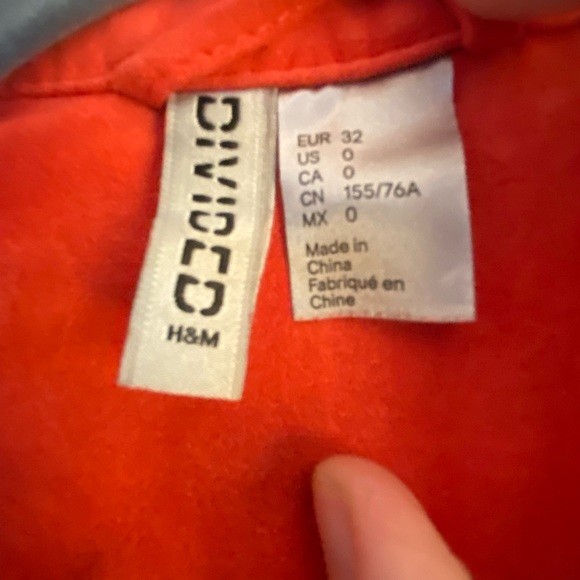 DIVIDED
H&M
EUR 32
US 0
CA 0
CN 155/76A
MX 0
Made in
China
Fabriqué en
Chine